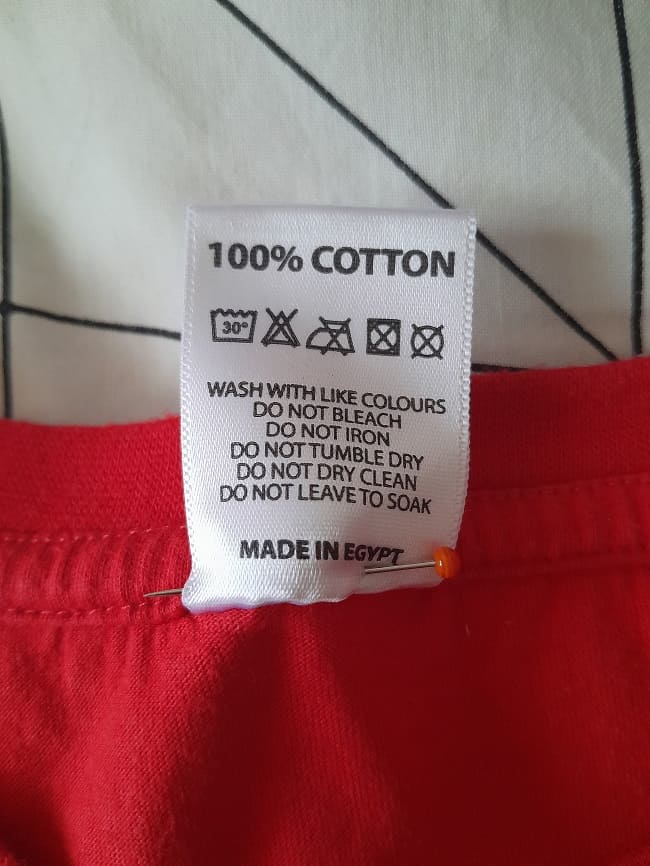 100% COTTON
30°
WASH WITH LIKE COLOURS
DO NOT BLEACH
DO NOT IRON
DO NOT TUMBLE DRY
DO NOT DRY CLEAN
DO NOT LEAVE TO SOAK
MADE IN EGYPT